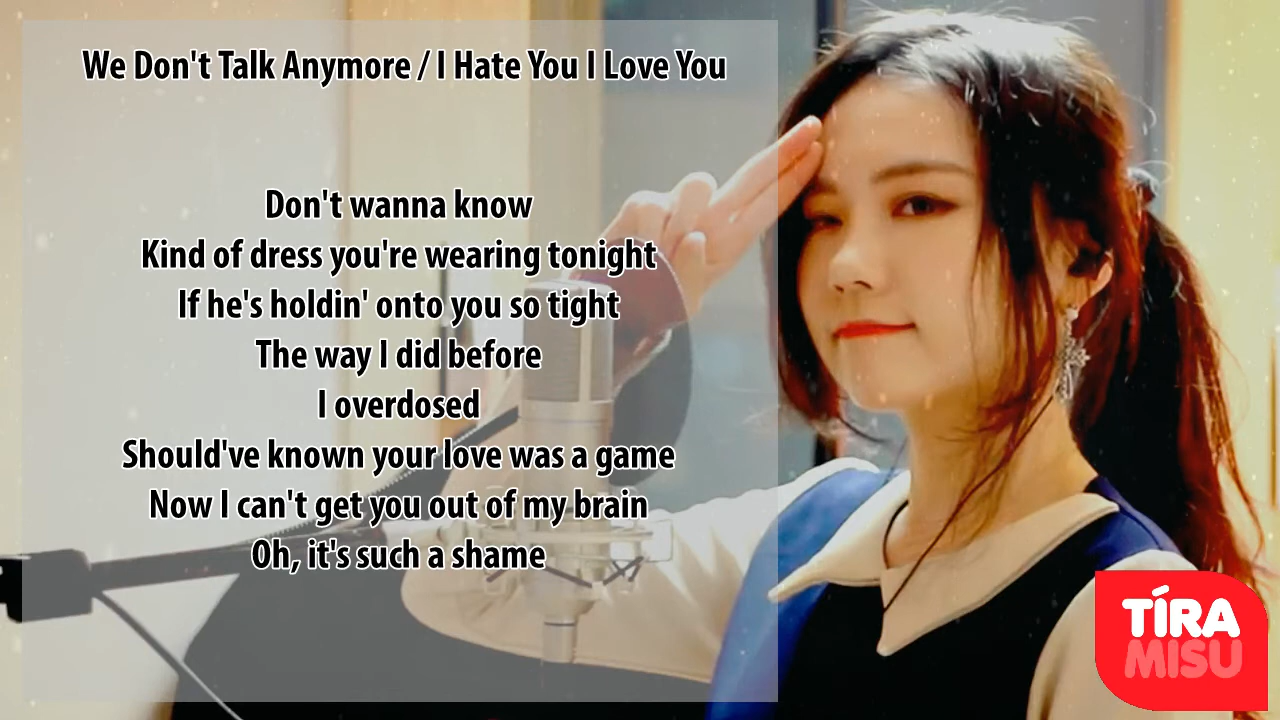 We Don't Talk Anymore / I Hate You I Love You
Don't wanna know
Kind of dress you're wearing tonight
If he's holdin' onto you so tight
The way I did before
I overdosed
Should've known your love was a game
Now I can't get you out of my brain
Oh, it's such a shame
TÍRA
MISU